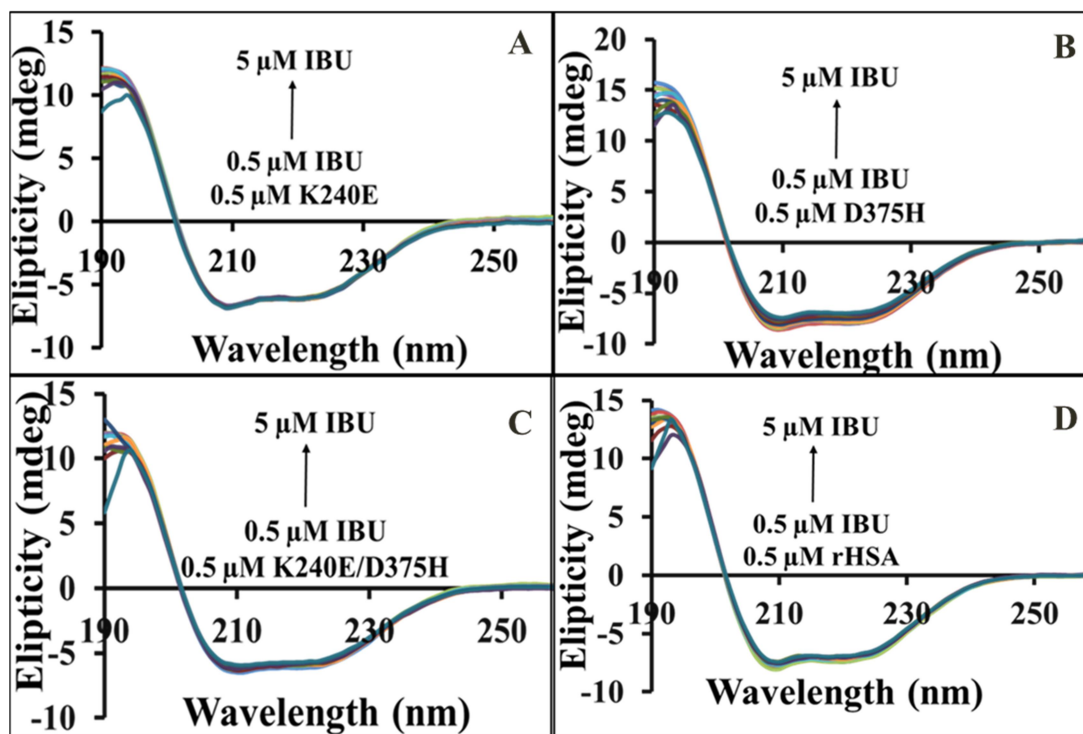 A
15
10
5
0
-5
-10
190
210
230
250
Elipticity (mdeg)
Wavelength (nm)
5 µM IBU
0.5 µM IBU
0.5 µM K240E
B
20
15
10
5
0
-5
-10
190
210
230
250
Elipticity (mdeg)
Wavelength (nm)
5 µM IBU
0.5 µM IBU
0.5 µM D375H
C
15
10
5
0
-5
-10
190
210
230
250
Elipticity (mdeg)
Wavelength (nm)
5 µM IBU
0.5 µM IBU
0.5 µM K240E/D375H
D
15
10
5
0
-5
-10
190
210
230
250
Elipticity (mdeg)
Wavelength (nm)
5 µM IBU
0.5 µM IBU
0.5 µM rHSA